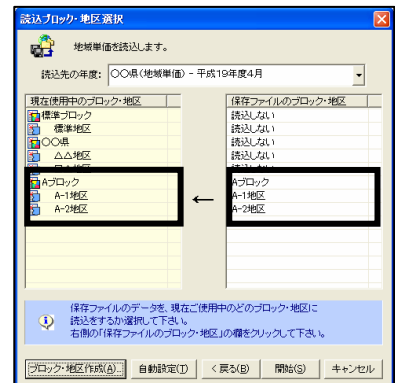 読込ブロック・地区選択
地域単価を読込します。
読込先の年度: 〇〇県(地域単価) - 平成19年度4月
現在使用中のブロック・地区 保存ファイルのブロック・地区
標準ブロック 読込しない
標準地区 読込しない
〇〇県 読込しない
△△地区 読込しない
Aブロック Aブロック
A-1地区 A-1地区
A-2地区 A-2地区
←
保存ファイルのデータを、現在ご使用中のどのブロック・地区に
読込をするか選択して下さい。
右側の「保存ファイルのブロック・地区」の欄をクリックして下さい。
ブロック・地区作成(A)... 自動設定(T) < 戻る(B) 開始(S) キャンセル